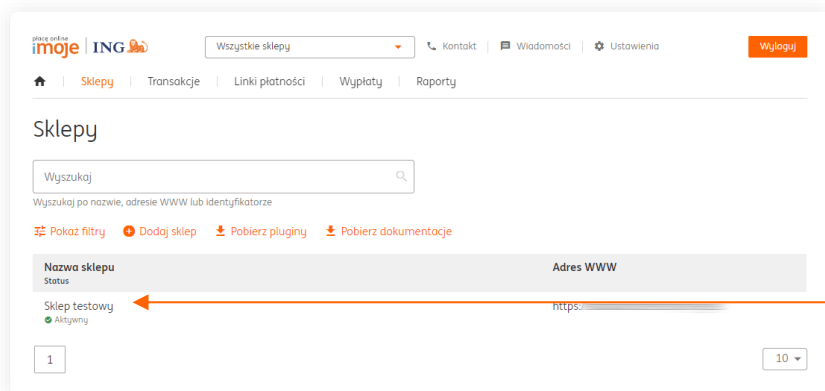 płacę online
imoje ING Wszystkie sklepy Kontakt Wiadomości Ustawienia Wyloguj
Sklepy Transakcje Linki płatności Wypłaty Raporty
Sklepy
Wyszukaj
Wyszukaj po nazwie, adresie WWW lub identyfikatorze
Pokaż filtry Dodaj sklep Pobierz pluginy Pobierz dokumentacje
Nazwa sklepu Adres WWW
Status
Sklep testowy https:
Aktywny
1 10